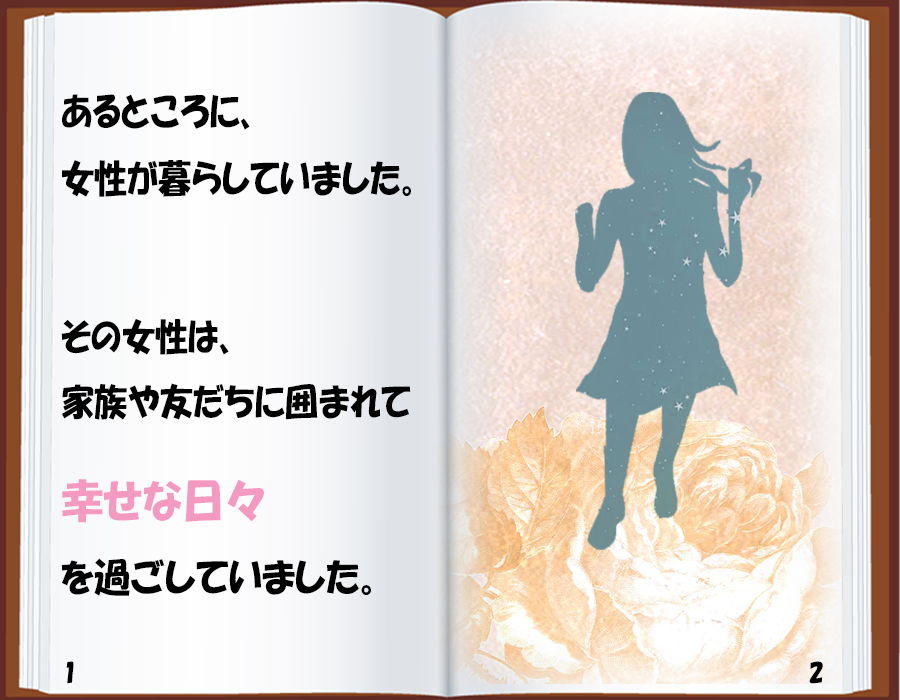 あるところに、
女性が暮らしていました。
その女性は、
家族や友だちに囲まれて
幸せな日々
を過ごしていました。
1
2